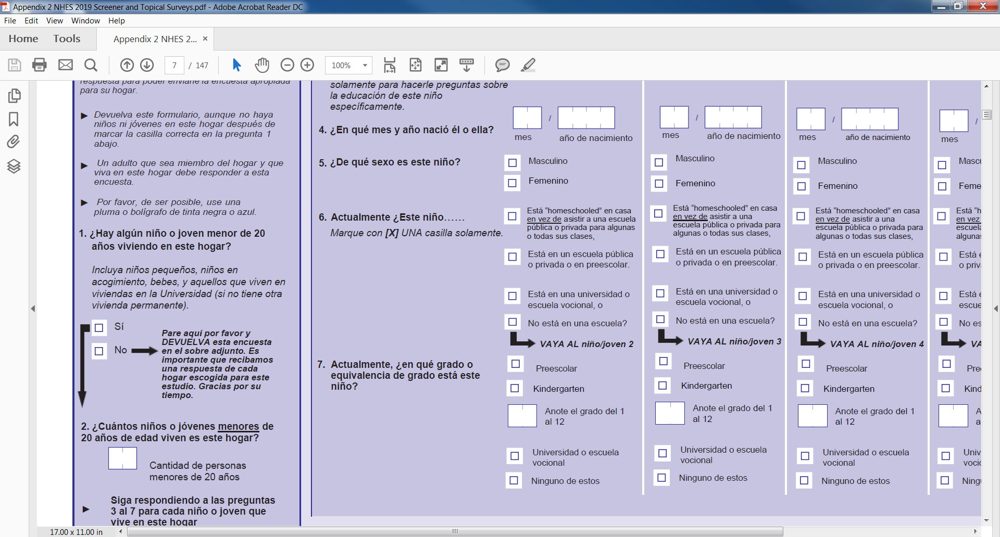 Appendix 2 NHES 2019 Screener and Topical Surveys.pdf - Adobe Acrobat Reader DC
File Edit View Window Help
Home Tools Appendix 2 NHES 2... ×
7 / 147 100%
respuesta para poder enviarle la encuesta apropiada
para su hogar.
► Devuelva este formulario, aunque no haya
niños ni jóvenes en este hogar después de
marcar la casilla correcta en la pregunta 1
abajo.
► Un adulto que sea miembro del hogar y que
viva en este hogar debe responder a esta
encuesta.
► Por favor, de ser posible, use una
pluma o bolígrafo de tinta negra o azul.
1. ¿Hay algún niño o joven menor de 20
años viviendo en este hogar?
Incluya niños pequeños, niños en
acogimiento, bebes, y aquellos que viven en
viviendas en la Universidad (si no tiene otra
vivienda permanente).
Sí
No
Pare aquí por favor y
DEVUELVA esta encuesta
en el sobre adjunto. Es
importante que recibamos
una respuesta de cada
hogar escogida para este
estudio. Gracias por su
tiempo.
2. ¿Cuántos niños o jóvenes menores de
20 años de edad viven es este hogar?
Cantidad de personas
menores de 20 años
► Siga respondiendo a las preguntas
3 al 7 para cada niño o joven que
vive en este hogar
solamente para hacerle preguntas sobre
la educación de este niño
específicamente.
4. ¿En qué mes y año nació él o ella?
5. ¿De qué sexo es este niño?
6. Actualmente ¿Este niño……
Marque con [X] UNA casilla solamente.
7. Actualmente, ¿en qué grado o
equivalencia de grado está este
niño?
/
mes año de nacimiento
Masculino
Femenino
Está “homeschooled” en casa
en vez de asistir a una escuela
pública o privada para algunas
o todas sus clases,
Está en un escuela pública
o privada o en preescolar.
Está en una universidad o
escuela vocional, o
No está en una escuela?
VAYA AL niño/joven 2
Preescolar
Kindergarten
Anote el grado del 1
al 12
Universidad o escuela
vocional
Ninguno de estos
/
mes año de nacimiento
Masculino
Femenino
Está “homeschooled” en casa
en vez de asistir a una
escuela pública o privada para
algunas o todas sus clases,
Está en un escuela pública
o privada o en preescolar.
Está en una universidad o
escuela vocional, o
No está en una escuela?
VAYA AL niño/joven 3
Preescolar
Kindergarten
Anote el grado del 1
al 12
Universidad o escuela
vocional
Ninguno de estos
/
mes año de nacimiento
Masculino
Femenino
Está “homeschooled” en casa
en vez de asistir a una
escuela pública o privada para
algunas o todas sus clases,
Está en un escuela pública
o privada o en preescolar.
Está en una universidad o
escuela vocional, o
No está en una escuela?
VAYA AL niño/joven 4
Preescolar
Kindergarten
Anote el grado del 1
al 12
Universidad o escuela
vocional
Ninguno de estos
/
mes
Mascu
Feme
Está “h
en vez
escuela
algunas
Está e
o priv
Está e
escue
No es
VA
Pree
Kind
A
a
Univ
voci
Ning
17.00 x 11.00 in